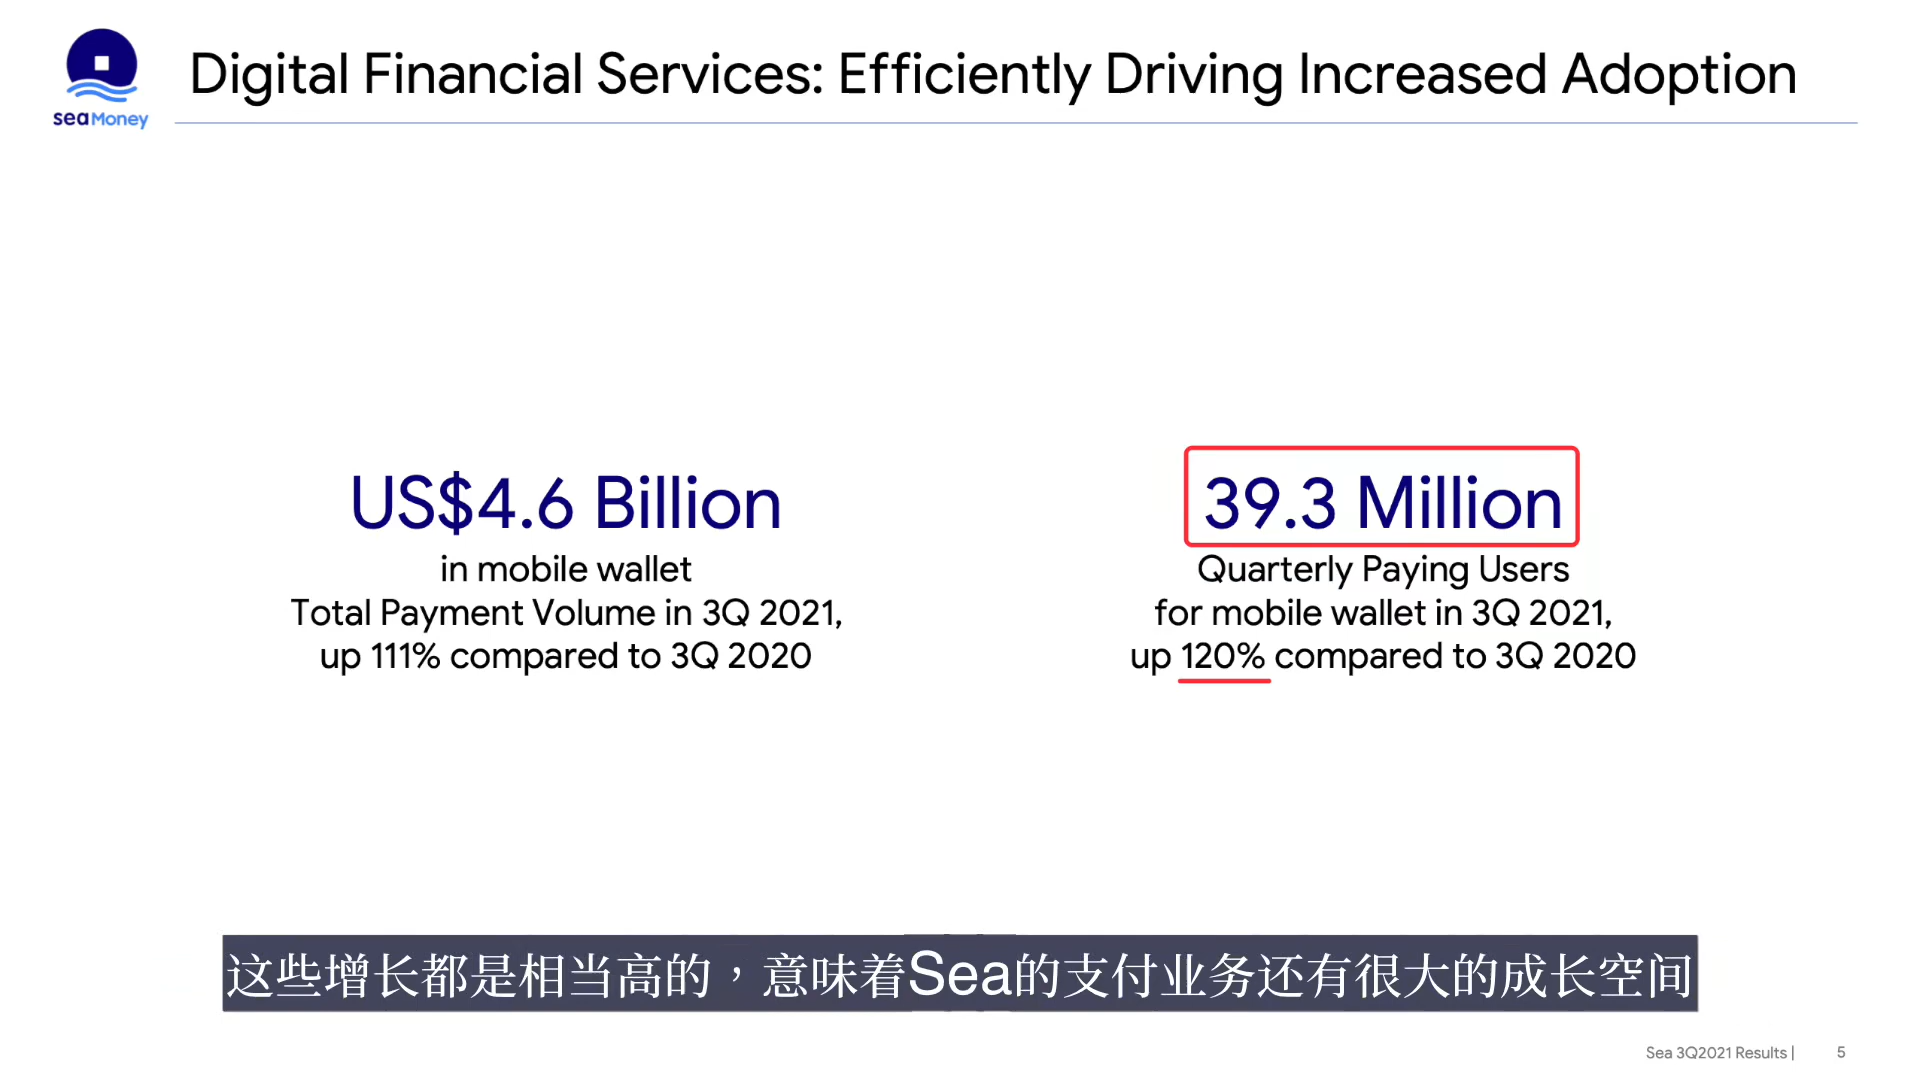 Digital Financial Services: Efficiently Driving Increased Adoption
sea Money
US$4.6 Billion
in mobile wallet
Total Payment Volume in 3Q 2021,
up 111% compared to 3Q 2020
39.3 Million
Quarterly Paying Users
for mobile wallet in 3Q 2021,
up 120% compared to 3Q 2020
这些增长都是相当高的，意味着Sea的支付业务还有很大的成长空间
Sea 3Q2021 Results | 5